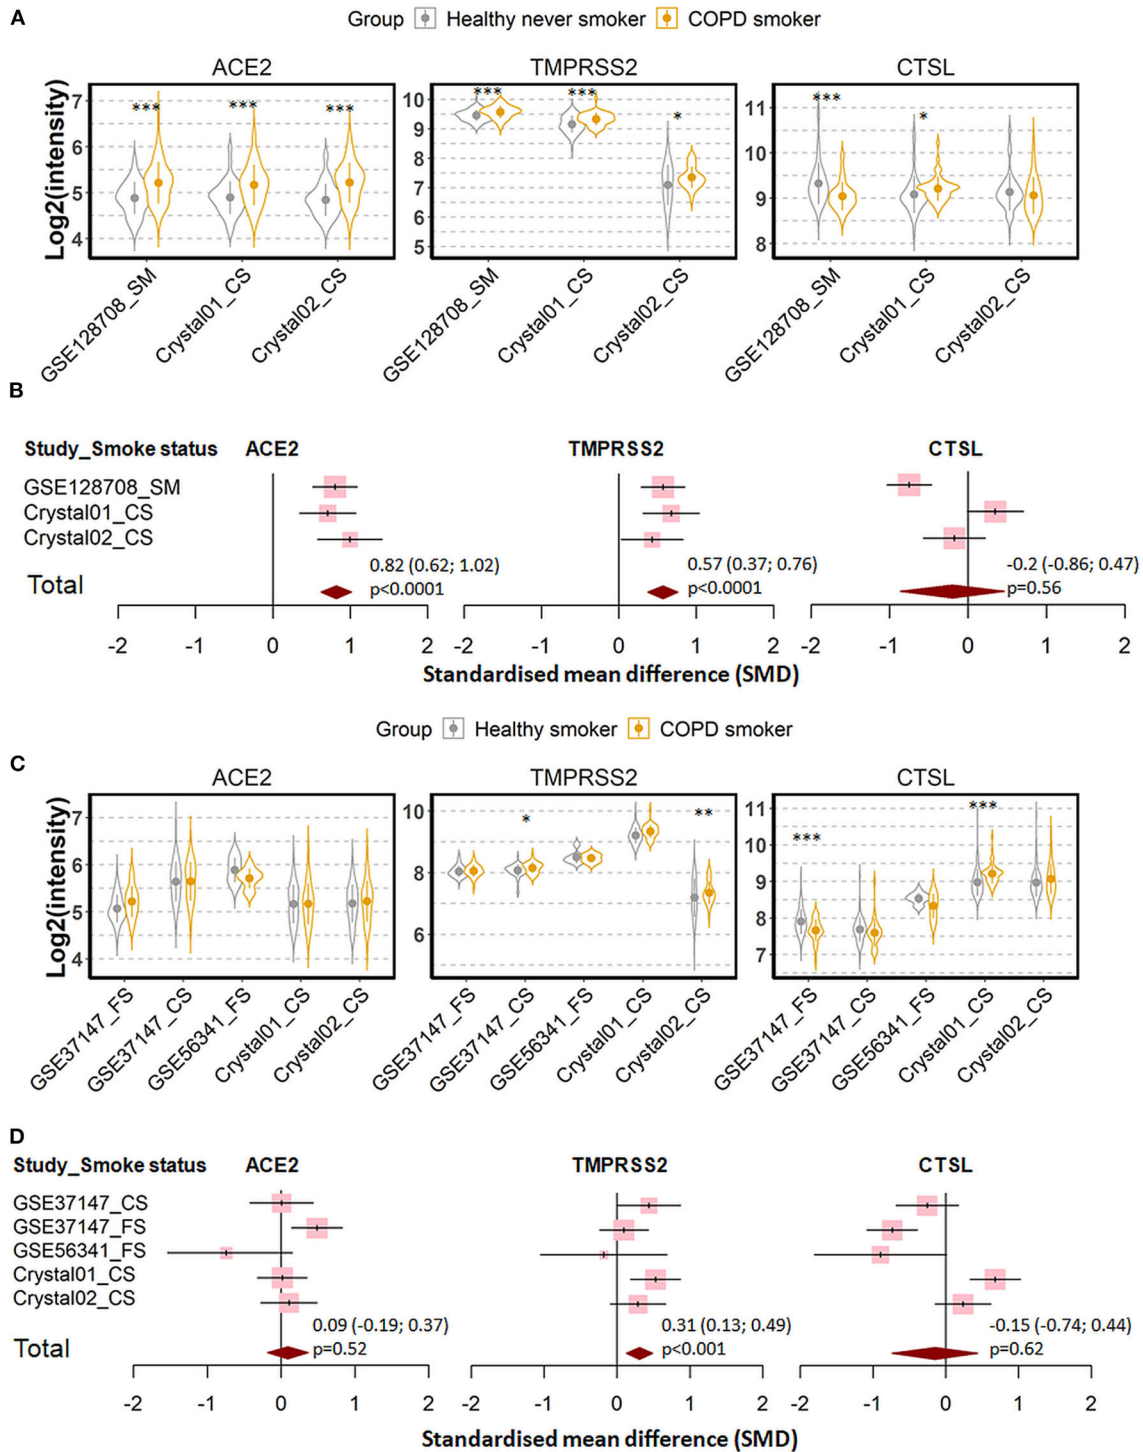 A
Group Healthy never smoker COPD smoker
ACE2 TMPRSS2 CTSL
Log2(intensity)
7 6 5 4
*** *** ***
10 9 8 7 6 5
*** *** *
11 10 9 8
*** *
GSE128708_SM Crystal01_CS Crystal02_CS GSE128708_SM Crystal01_CS Crystal02_CS GSE128708_SM Crystal01_CS Crystal02_CS
B
Study_Smoke status ACE2 TMPRSS2 CTSL
GSE128708_SM
Crystal01_CS
Crystal02_CS
0.82 (0.62; 1.02) 0.57 (0.37; 0.76) -0.2 (-0.86; 0.47)
Total p<0.0001 p<0.0001 p=0.56
-2 -1 0 1 2 -2 -1 0 1 2 -2 -1 0 1 2
Standardised mean difference (SMD)
Group Healthy smoker COPD smoker
C
ACE2 TMPRSS2 CTSL
Log2(intensity)
7 6 5 4
10 8 6
* **
11 10 9 8 7
*** ***
GSE37147_FS GSE37147_CS GSE56341_FS Crystal01_CS Crystal02_CS GSE37147_FS GSE37147_CS GSE56341_FS Crystal01_CS Crystal02_CS GSE37147_FS GSE37147_CS GSE56341_FS Crystal01_CS Crystal02_CS
D
Study_Smoke status ACE2 TMPRSS2 CTSL
GSE37147_CS
GSE37147_FS
GSE56341_FS
Crystal01_CS
Crystal02_CS
0.09 (-0.19; 0.37) 0.31 (0.13; 0.49) -0.15 (-0.74; 0.44)
Total p=0.52 p<0.001 p=0.62
-2 -1 0 1 2 -2 -1 0 1 2 -2 -1 0 1 2
Standardised mean difference (SMD)